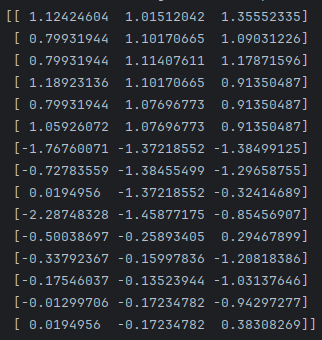 [[ 1.12424604  1.01512042  1.35552335]
 [ 0.79931944  1.10170665  1.09031226]
 [ 0.79931944  1.11407611  1.17871596]
 [ 1.18923136  1.10170665  0.91350487]
 [ 0.79931944  1.07696773  0.91350487]
 [ 1.05926072  1.07696773  0.91350487]
 [-1.76760071 -1.37218552 -1.38499125]
 [-0.72783559 -1.38455499 -1.29658755]
 [ 0.0194956  -1.37218552 -0.32414689]
 [-2.28748328 -1.45877175 -0.85456907]
 [-0.50038697 -0.25893405  0.29467899]
 [-0.33792367 -0.15997836 -1.20818386]
 [-0.17546037 -0.13523944 -1.03137646]
 [-0.01299706 -0.17234782 -0.94297277]
 [ 0.0194956  -0.17234782  0.38308269]]